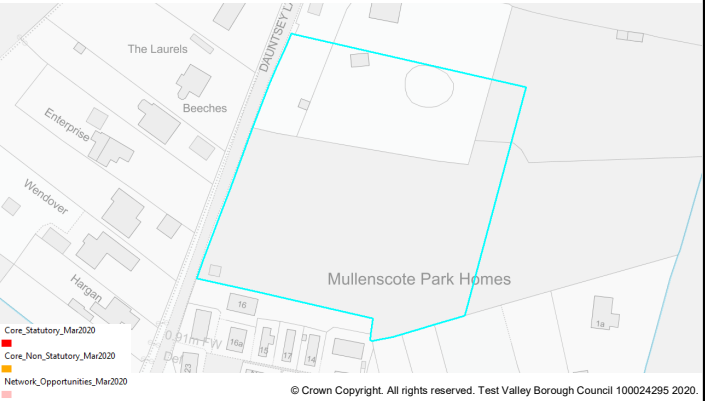 DAUNTSEY L
The Laurels
Beeches
Enterprise
Wendover
Hargan
Mullenscote Park Homes
16
1a
0.91m FW
16a
15
17
14
De
23
Core_Statutory_Mar2020
Core_Non_Statutory_Mar2020
Network_Opportunities_Mar2020
© Crown Copyright. All rights reserved. Test Valley Borough Council 100024295 2020.